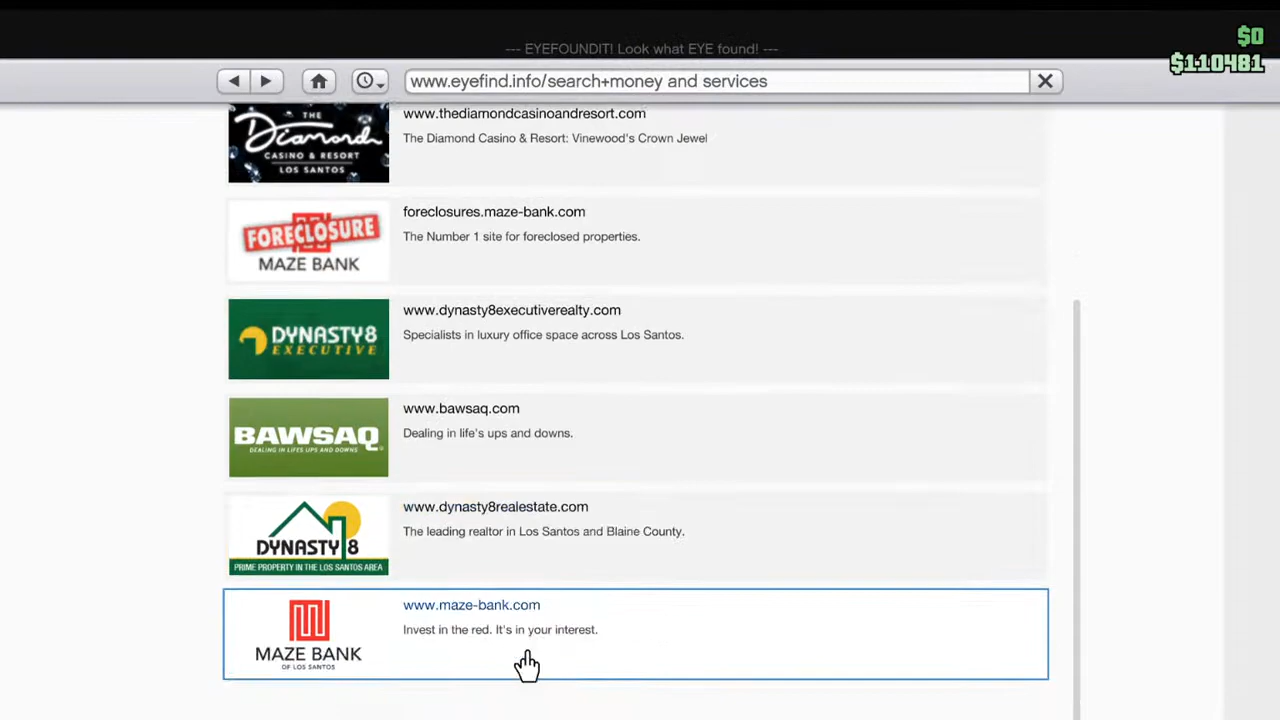 --- EYEFOUNDIT! Look what EYE found! ---
$0
$110481
www.eyefind.info/search+money and services
THE
Diamond
CASINO & RESORT
LOS SANTOS
www.thediamondcasinoandresort.com
The Diamond Casino & Resort: Vinewood's Crown Jewel
FORECLOSURE
MAZE BANK
foreclosures.maze-bank.com
The Number 1 site for foreclosed properties.
DYNASTY8
EXECUTIVE
www.dynasty8executiverealty.com
Specialists in luxury office space across Los Santos.
BAWSAQ
DEALING IN LIFE'S UPS AND DOWNS
www.bawsaq.com
Dealing in life's ups and downs.
DYNASTY 8
PRIME PROPERTY IN THE LOS SANTOS AREA
www.dynasty8realestate.com
The leading realtor in Los Santos and Blaine County.
MAZE BANK
OF LOS SANTOS
www.maze-bank.com
Invest in the red. It's in your interest.